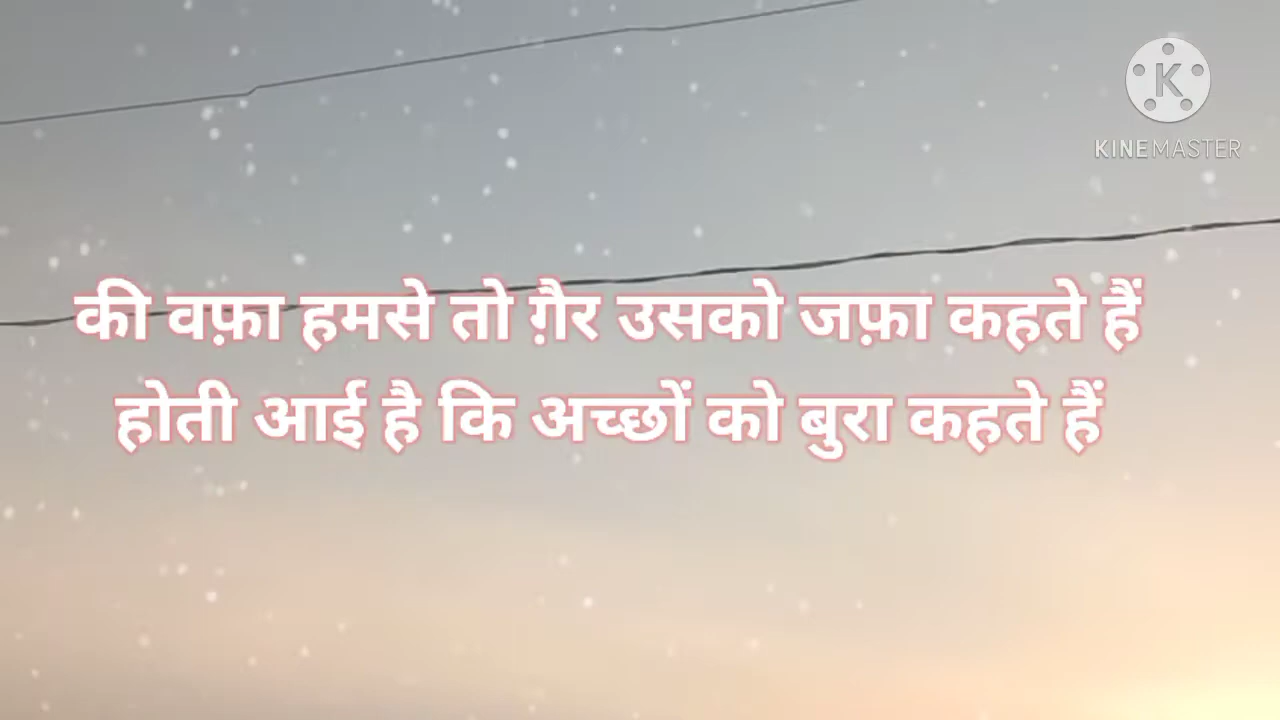 KINEMASTER
की वफ़ा हमसे तो ग़ैर उसको जफ़ा कहते हैं
होती आई है कि अच्छों को बुरा कहते हैं